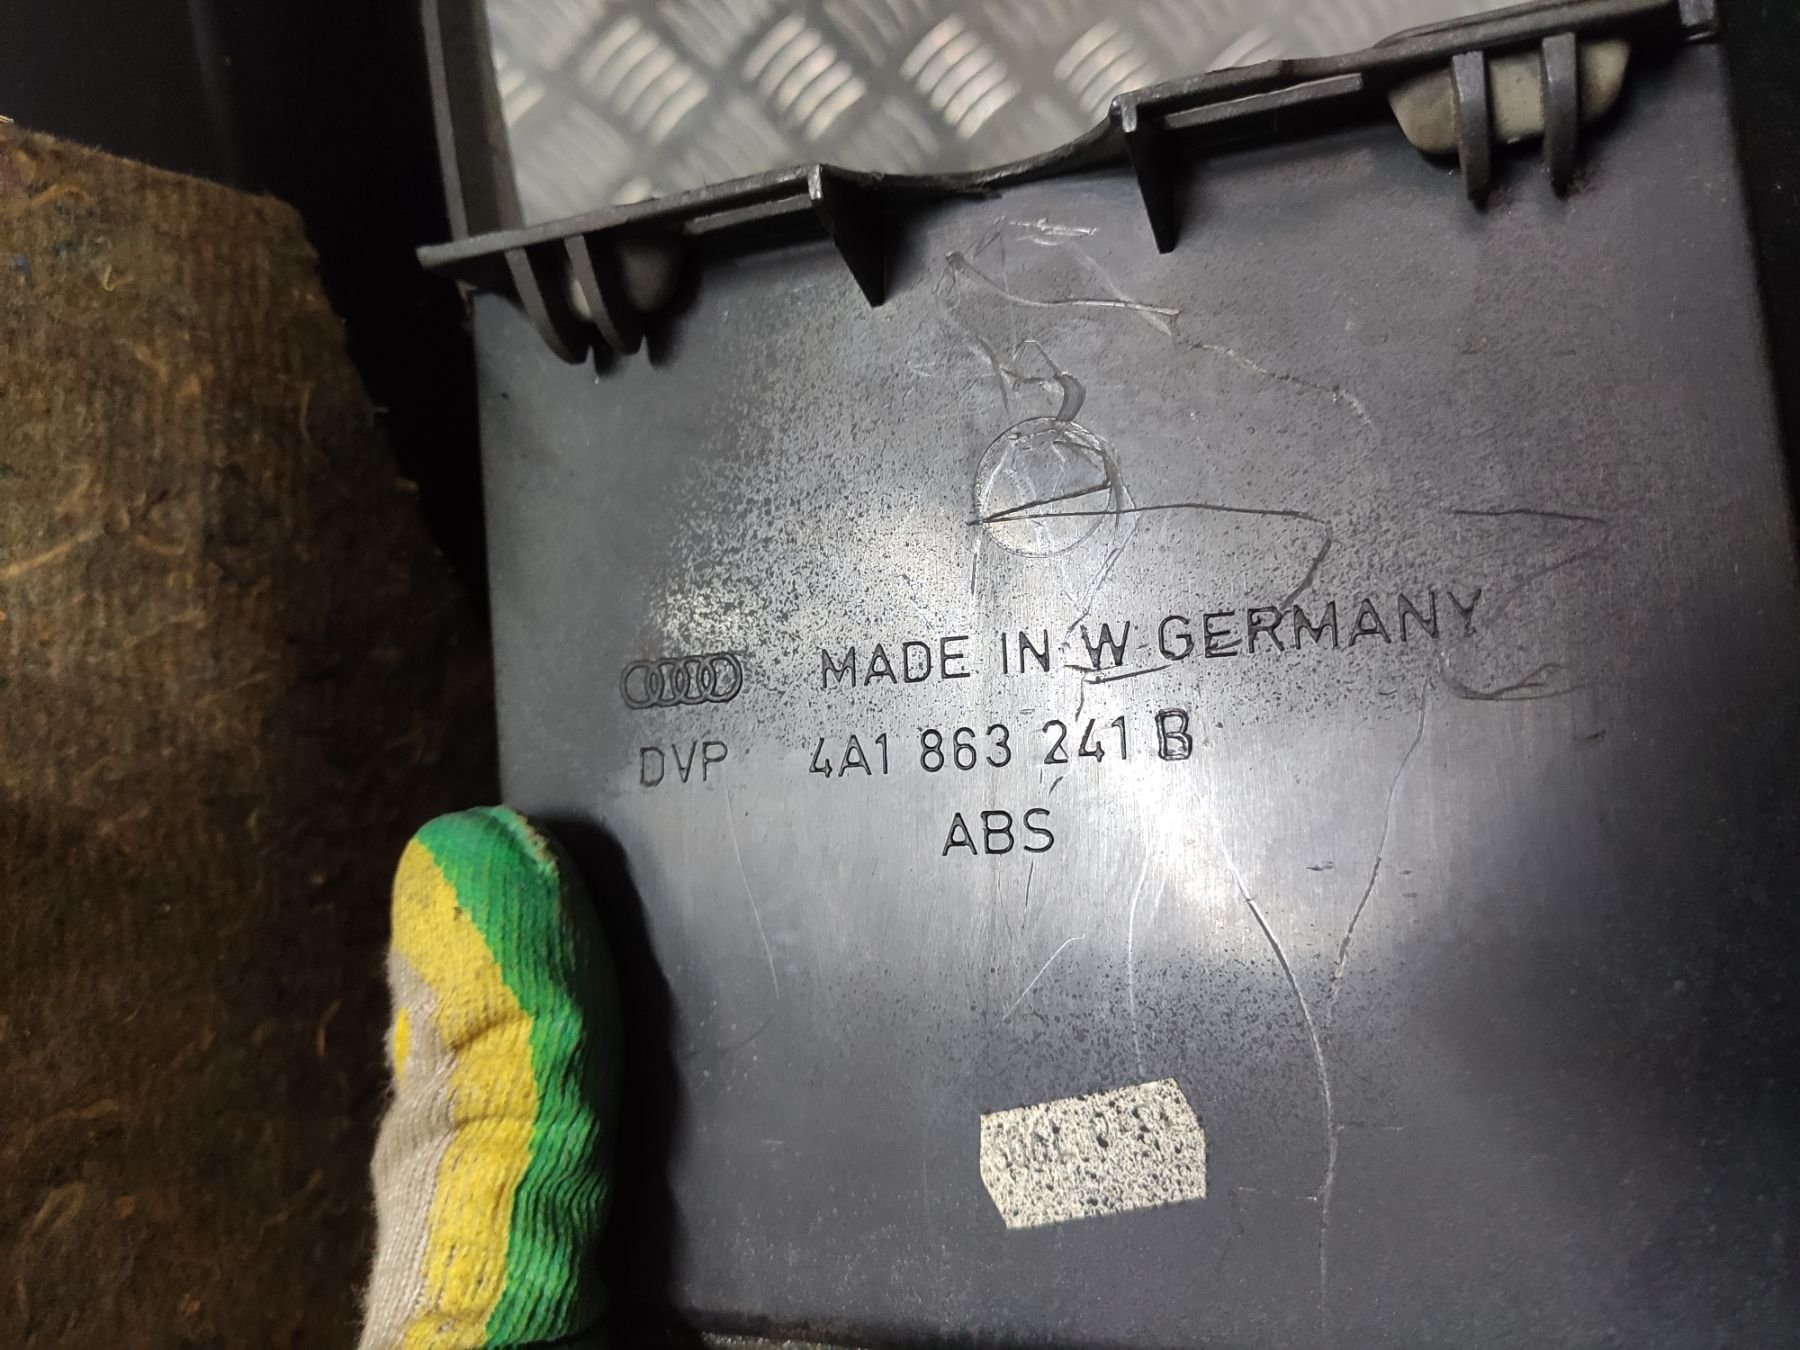 MADE IN W-GERMANY
DVP 4A1 863 241 B
ABS